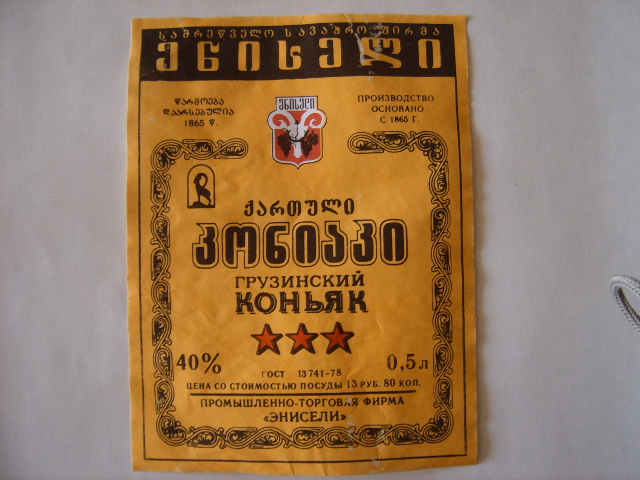 სამრეწველო სავაჭრო ფირმა
ენისელი
წარმოება
დაარსებულია
1865 წ.
ენისელი
ПРОИЗВОДСТВО
ОСНОВАНО
С 1865 Г.
ქართული
კონიაკი
ГРУЗИНСКИЙ
КОНЬЯК
40%
0,5 л
ГОСТ 13741-78
ЦЕНА СО СТОИМОСТЬЮ ПОСУДЫ 13 РУБ. 80 КОП.
ПРОМЫШЛЕННО-ТОРГОВАЯ ФИРМА
«ЭНИСЕЛИ»